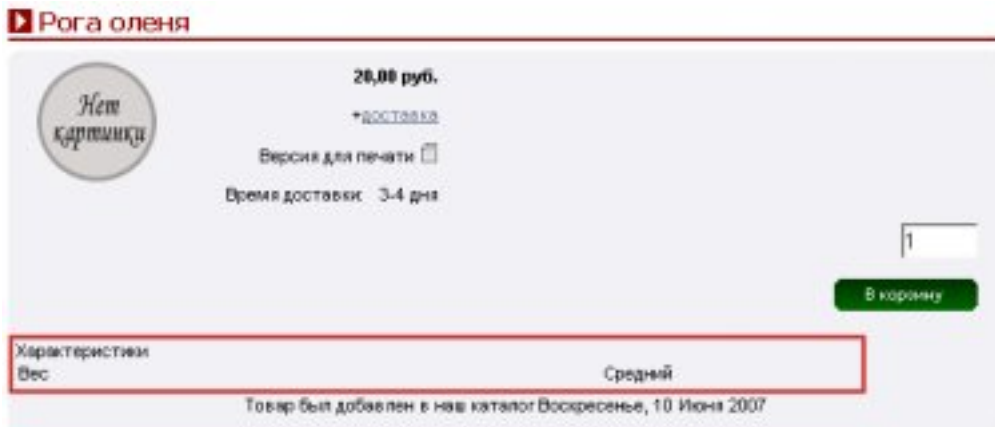 Рога оленя
Нет
картинки
20,00 руб.
+доставка
Версия для печати
Время доставки: 3-4 дня
1
В корзину
Характеристики
Вес Средний
Товар был добавлен в наш каталог Воскресенье, 10 Июня 2007